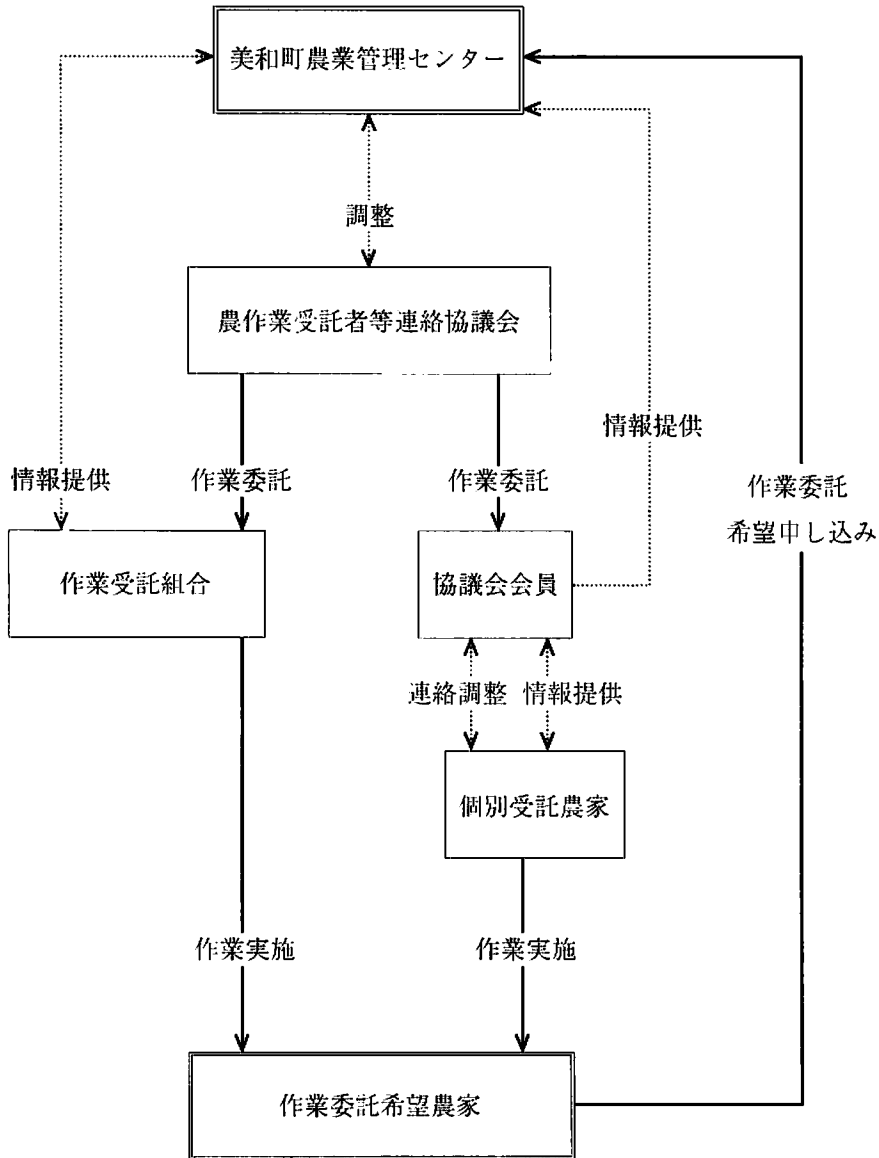 美和町農業管理センター
調整
農作業受託者等連絡協議会
情報提供
情報提供
作業委託
作業委託
作業委託
希望申し込み
作業受託組合
協議会会員
連絡調整
情報提供
個別受託農家
作業実施
作業実施
作業委託希望農家